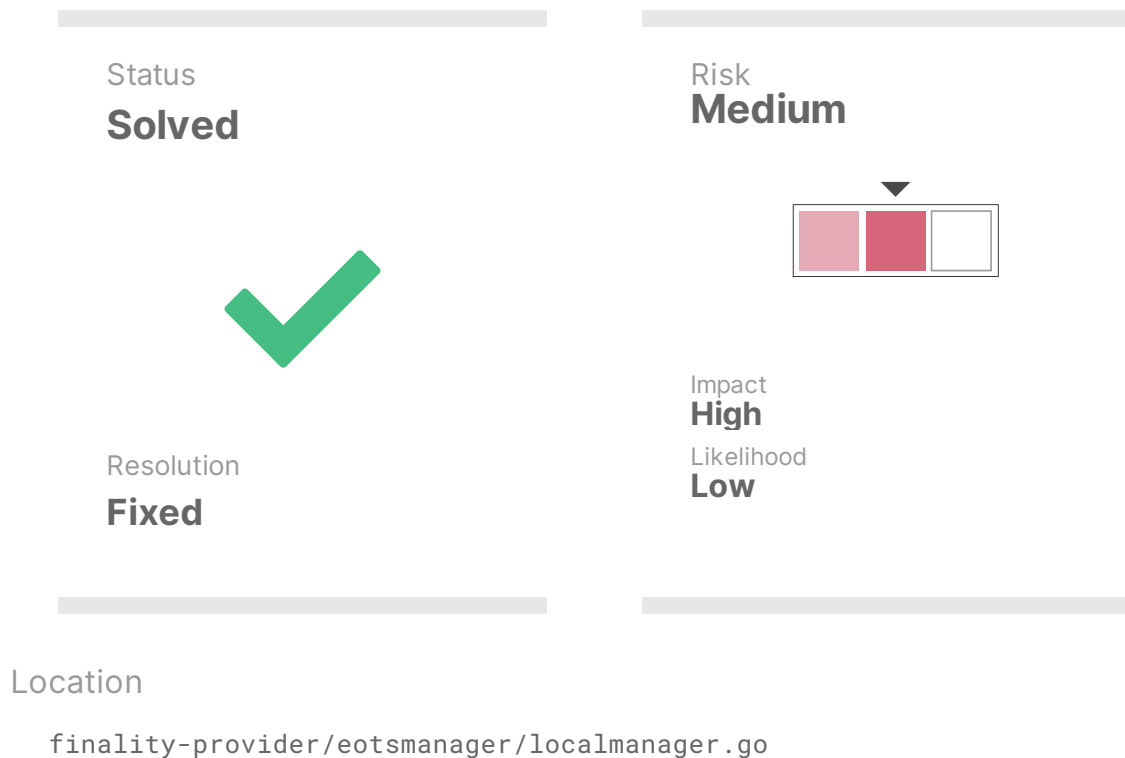 Status
Solved
Resolution
Fixed
Risk
Medium
Impact
High
Likelihood
Low
Location
finality-provider/eotsmanager/localmanager.go